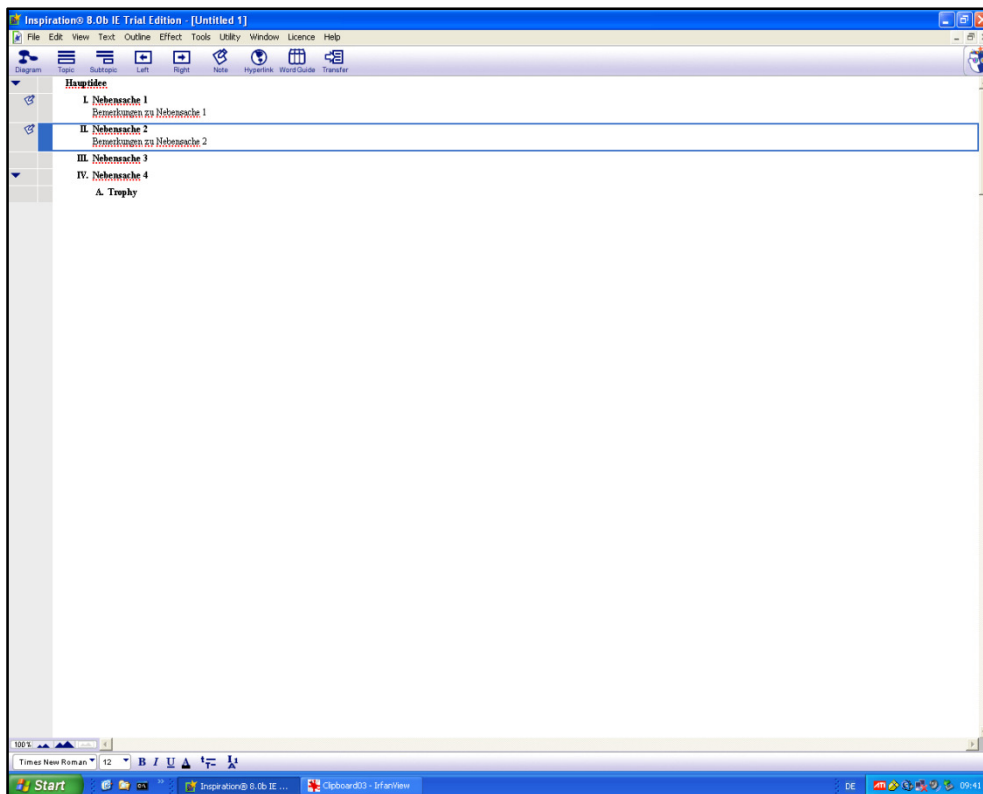 Inspiration® 8.0b IE Trial Edition - [Untitled 1]
File Edit View Text Outline Effect Tools Utility Window Licence Help
Diagram Topic Subtopic Left Right Note Hyperlink Word Guide Transfer
Hauptidee
I. Nebensache 1
Bemerkungen zu Nebensache 1
II. Nebensache 2
Bemerkungen zu Nebensache 2
III. Nebensache 3
IV. Nebensache 4
A. Trophy
100%
Times New Roman 12 B I U A
Start Inspiration® 8.0b IE ... Clipboard03 - IrfanView DE 09:41